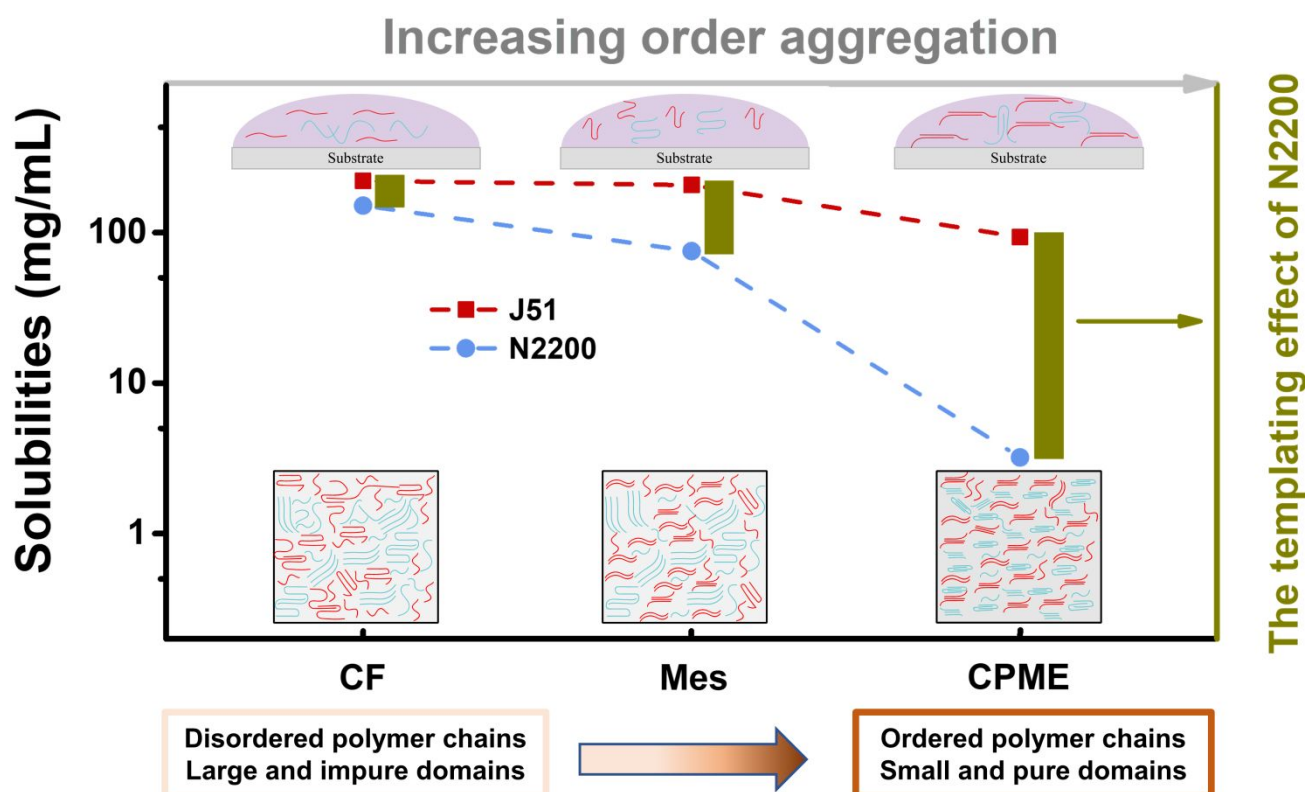 Increasing order aggregation
Solubilities (mg/mL)
100
10
1
Substrate
Substrate
Substrate
J51
N2200
The templating effect of N2200
CF
Mes
CPME
Disordered polymer chains
Large and impure domains
Ordered polymer chains
Small and pure domains